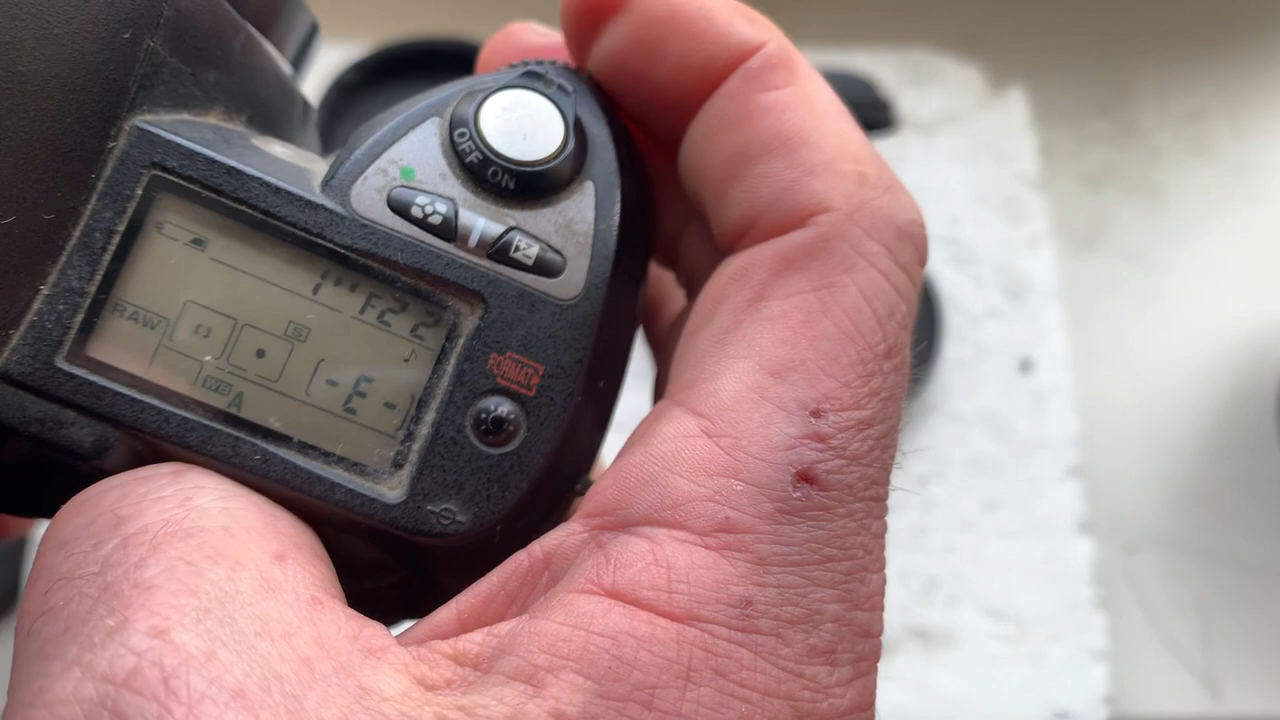 OFF ON
1" F22
RAW
S
[-E-]
WB A
FORMAT